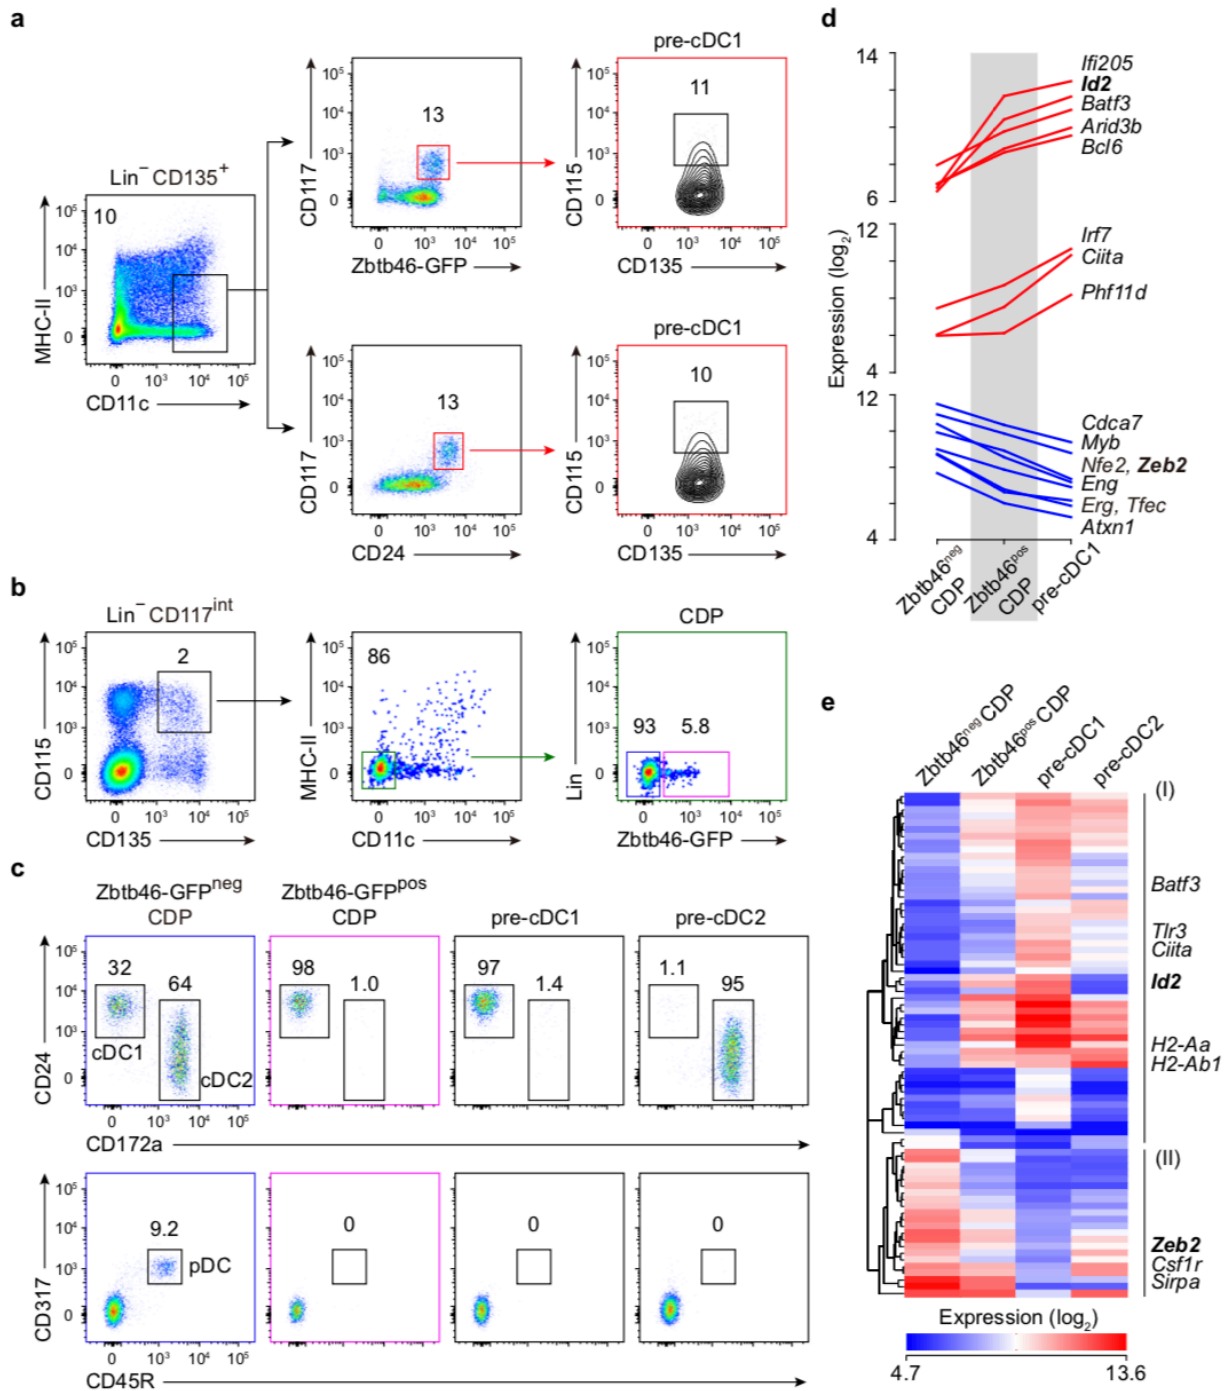 a
Lin⁻ CD135⁺
10
10⁵
10⁴
10³
0
MHC-II
0 10³ 10⁴ 10⁵
CD11c
13
10⁵
10⁴
10³
0
CD117
0 10³ 10⁴ 10⁵
Zbtb46-GFP
pre-cDC1
11
10⁵
10⁴
10³
0
CD115
0 10³ 10⁴ 10⁵
CD135
13
10⁵
10⁴
10³
0
CD117
0 10³ 10⁴ 10⁵
CD24
pre-cDC1
10
10⁵
10⁴
10³
0
CD115
0 10³ 10⁴ 10⁵
CD135
b
Lin⁻ CD117ⁱⁿᵗ
2
10⁵
10⁴
10³
0
CD115
0 10³ 10⁴ 10⁵
CD135
86
10⁵
10⁴
10³
0
MHC-II
0 10³ 10⁴ 10⁵
CD11c
CDP
93 5.8
10⁵
10⁴
10³
0
Lin
0 10³ 10⁴ 10⁵
Zbtb46-GFP
c
Zbtb46-GFPⁿᵉᵍ
CDP
Zbtb46-GFPᵖᵒˢ
CDP
pre-cDC1
pre-cDC2
10⁵
10⁴
10³
0
CD24
32
64
cDC1
cDC2
98
1.0
97
1.4
1.1
95
0 10³ 10⁴ 10⁵
CD172a
10⁵
10⁴
10³
0
CD317
9.2
pDC
0
0
0
0 10³ 10⁴ 10⁵
CD45R
d
Expression (log₂)
14
6
Ifi205
Id2
Batf3
Arid3b
Bcl6
12
4
Irf7
Ciita
Phf11d
12
4
Cdca7
Myb
Nfe2, Zeb2
Eng
Erg, Tfec
Atxn1
Zbtb46ⁿᵉᵍ
CDP
Zbtb46ᵖᵒˢ
CDP
pre-cDC1
e
Zbtb46ⁿᵉᵍ CDP
Zbtb46ᵖᵒˢ CDP
pre-cDC1
pre-cDC2
(I)
Batf3
Tlr3
Ciita
Id2
H2-Aa
H2-Ab1
(II)
Zeb2
Csf1r
Sirpa
Expression (log₂)
4.7 13.6